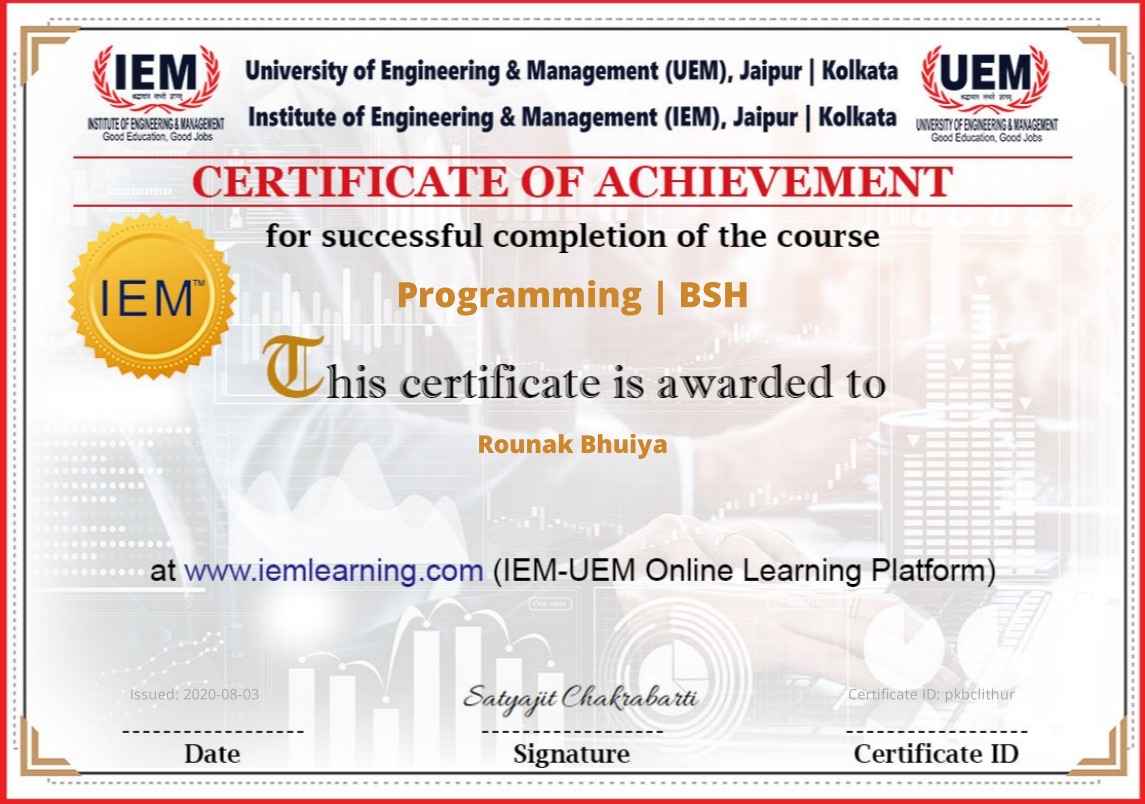 IEM
INSTITUTE OF ENGINEERING & MANAGEMENT
Good Education, Good Jobs
University of Engineering & Management (UEM), Jaipur | Kolkata
Institute of Engineering & Management (IEM), Jaipur | Kolkata
UEM
UNIVERSITY OF ENGINEERING & MANAGEMENT
Good Education, Good Jobs
CERTIFICATE OF ACHIEVEMENT
for successful completion of the course
IEM™
Programming | BSH
This certificate is awarded to
Rounak Bhuiya
at www.iemlearning.com (IEM-UEM Online Learning Platform)
One week
Issued: 2020-08-03
Satyajit Chakrabarti
Certificate ID: pkbclithur
Date
Signature
Certificate ID